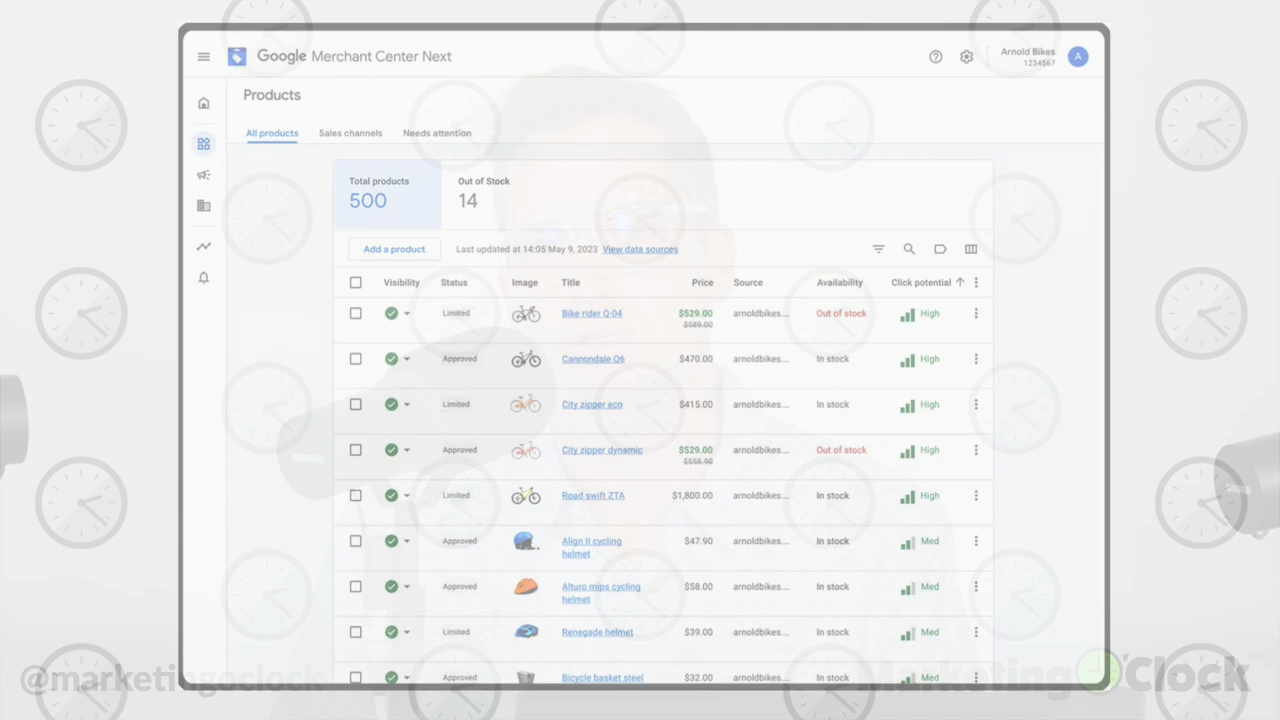 Google Merchant Center Next
Arnold Bikes
1234567
A
Products
All products Sales channels Needs attention
Total products Out of Stock
500 14
Add a product Last updated at 14:05 May 9, 2023 View data sources
Visibility Status Image Title Price Source Availability Click potential
Limited Bike rider Q-04 $529.00 arnoldbikes... Out of stock High
$589.00
Approved Cannondale Q6 $470.00 arnoldbikes... In stock High
Limited City zipper eco $415.00 arnoldbikes... In stock High
Approved City zipper dynamic $529.00 arnoldbikes... Out of stock High
$558.90
Limited Road swift ZTA $1,800.00 arnoldbikes... In stock High
Approved Align II cycling $47.90 arnoldbikes... In stock Med
helmet
Approved Alturo mips cycling $58.00 arnoldbikes... In stock Med
helmet
Limited Renegade helmet $39.00 arnoldbikes... In stock Med
Approved Bicycle basket steel $32.00 arnoldbikes... In stock Med
@marketingoclock Marketing O'Clock